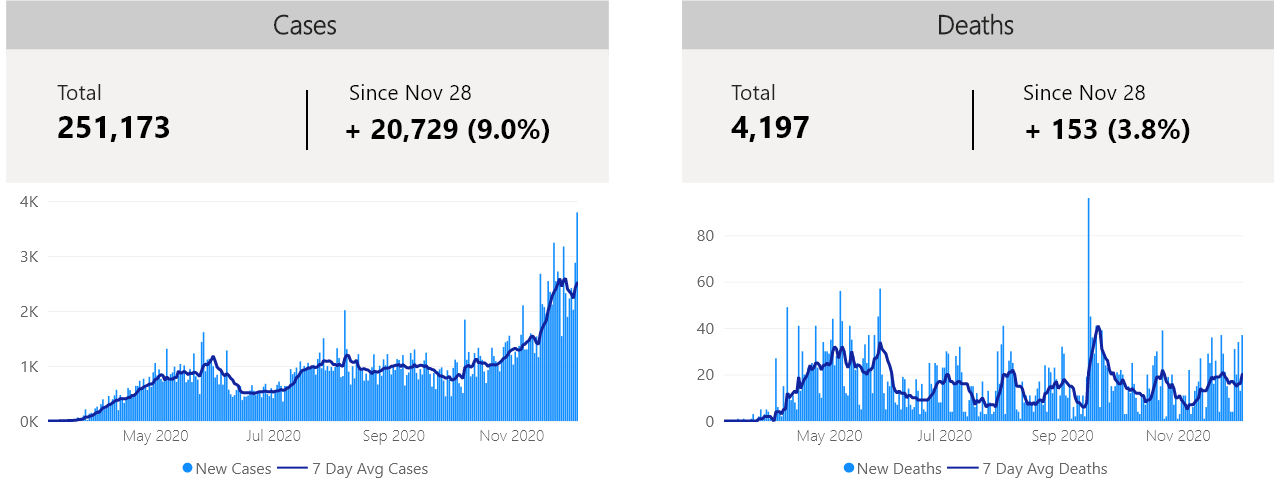 Cases
Total
Since Nov 28
251,173
+ 20,729 (9.0%)
4K
3K
2K
1K
0K
May 2020
Jul 2020
Sep 2020
Nov 2020
New Cases
7 Day Avg Cases
Deaths
Total
Since Nov 28
4,197
+ 153 (3.8%)
80
60
40
20
0
May 2020
Jul 2020
Sep 2020
Nov 2020
New Deaths
7 Day Avg Deaths